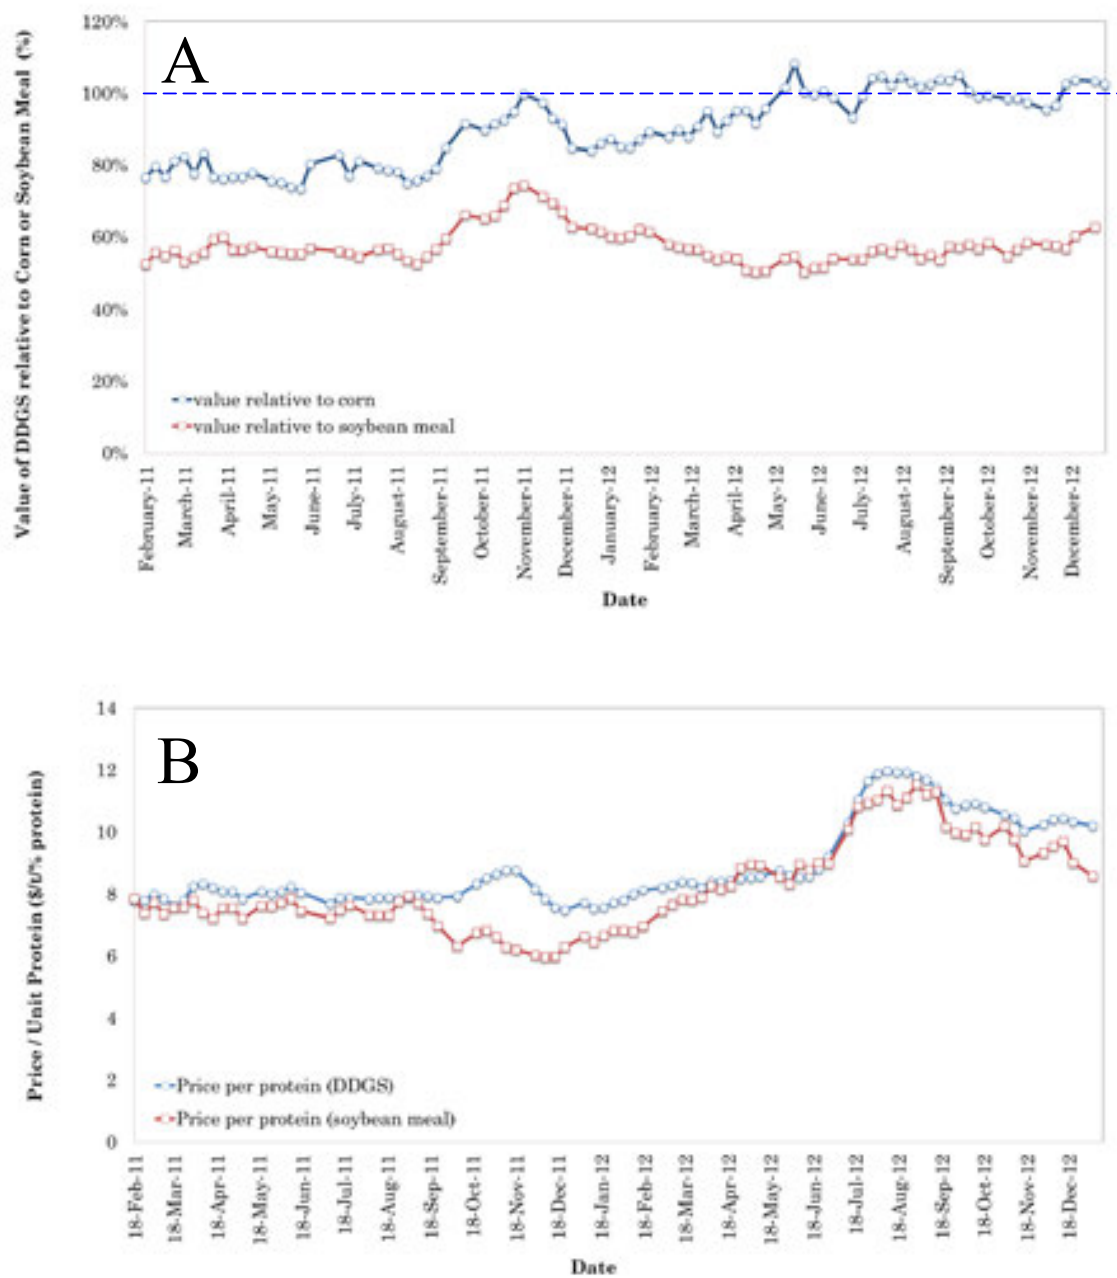 A
Value of DDGS relative to Corn or Soybean Meal (%)
120%
100%
80%
60%
40%
20%
0%
value relative to corn
value relative to soybean meal
February-11
March-11
April-11
May-11
June-11
July-11
August-11
September-11
October-11
November-11
December-11
January-12
February-12
March-12
April-12
May-12
June-12
July-12
August-12
September-12
October-12
November-12
December-12
Date
B
Price / Unit Protein ($/t/% protein)
14
12
10
8
6
4
2
0
Price per protein (DDGS)
Price per protein (soybean meal)
18-Feb-11
18-Mar-11
18-Apr-11
18-May-11
18-Jun-11
18-Jul-11
18-Aug-11
18-Sep-11
18-Oct-11
18-Nov-11
18-Dec-11
18-Jan-12
18-Feb-12
18-Mar-12
18-Apr-12
18-May-12
18-Jun-12
18-Jul-12
18-Aug-12
18-Sep-12
18-Oct-12
18-Nov-12
18-Dec-12
Date